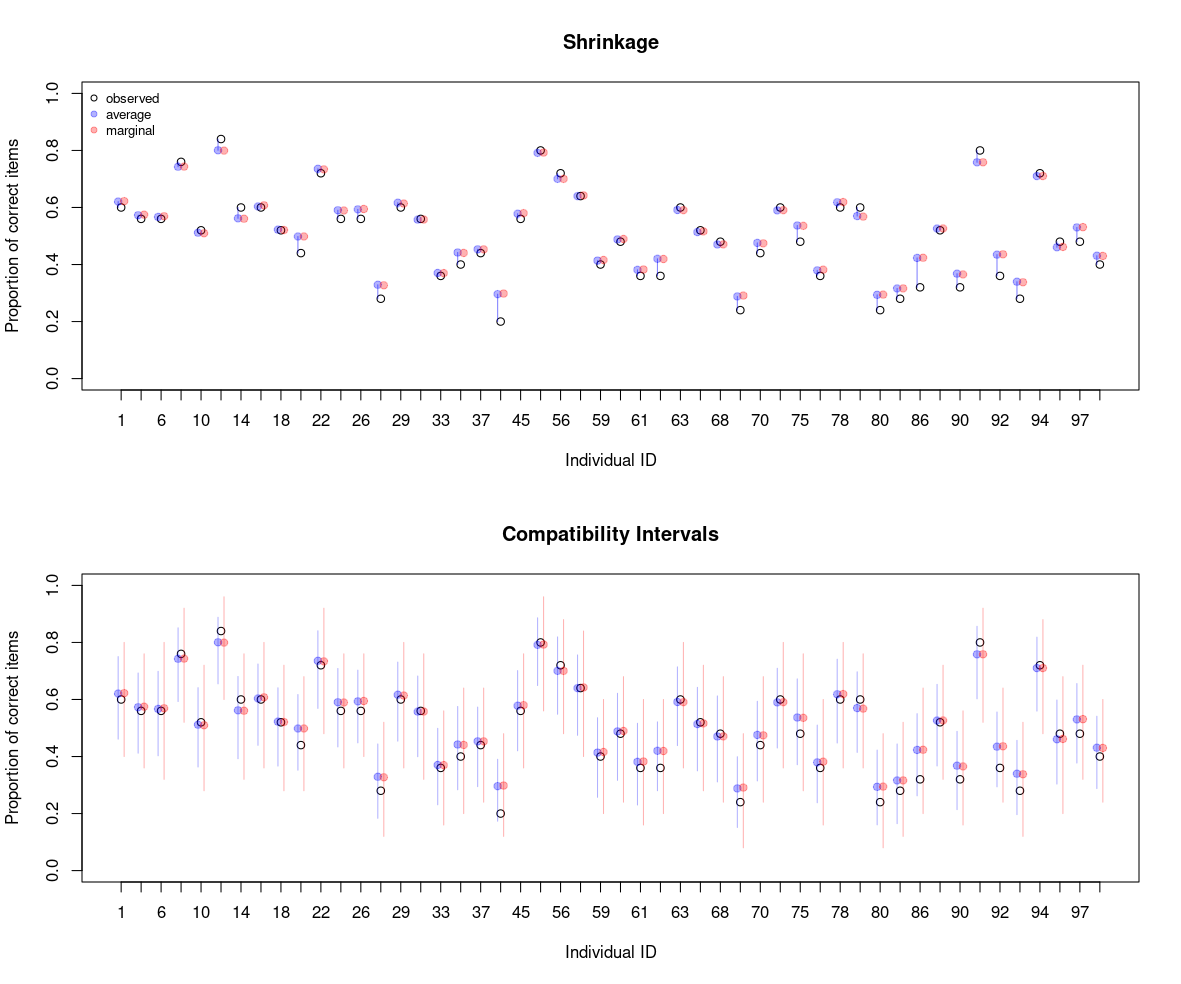 Shrinkage
Proportion of correct items
1.0
0.8
0.6
0.4
0.2
0.0
observed
average
marginal
1 6 10 14 18 22 26 29 33 37 45 56 59 61 63 68 70 75 78 80 86 90 92 94 97
Individual ID
Compatibility Intervals
Proportion of correct items
1.0
0.8
0.6
0.4
0.2
0.0
1 6 10 14 18 22 26 29 33 37 45 56 59 61 63 68 70 75 78 80 86 90 92 94 97
Individual ID